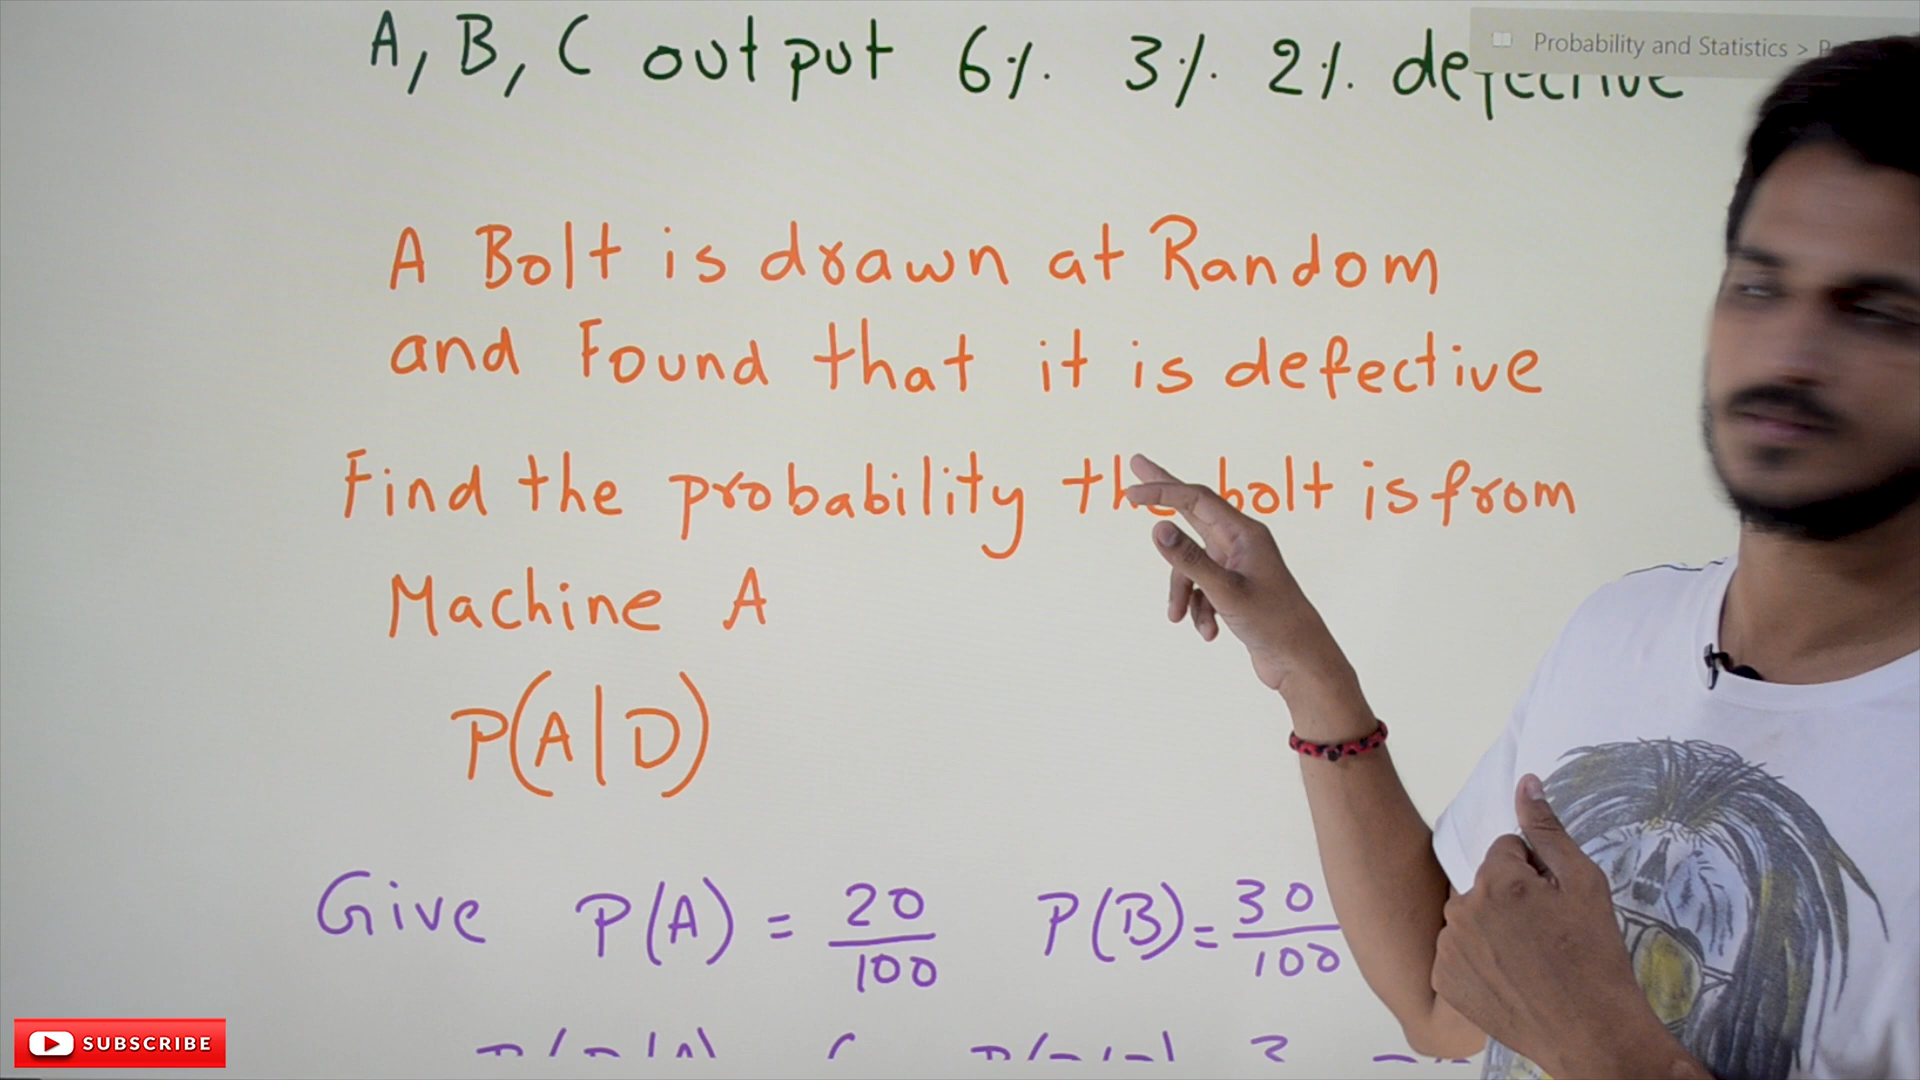 Probability and Statistics >
A, B, C output 6% 3% 2% defective
A Bolt is drawn at Random
and Found that it is defective
Find the probability the bolt is from
Machine A
P(A|D)
Give P(A) = 20/100 P(B) = 30/100
SUBSCRIBE